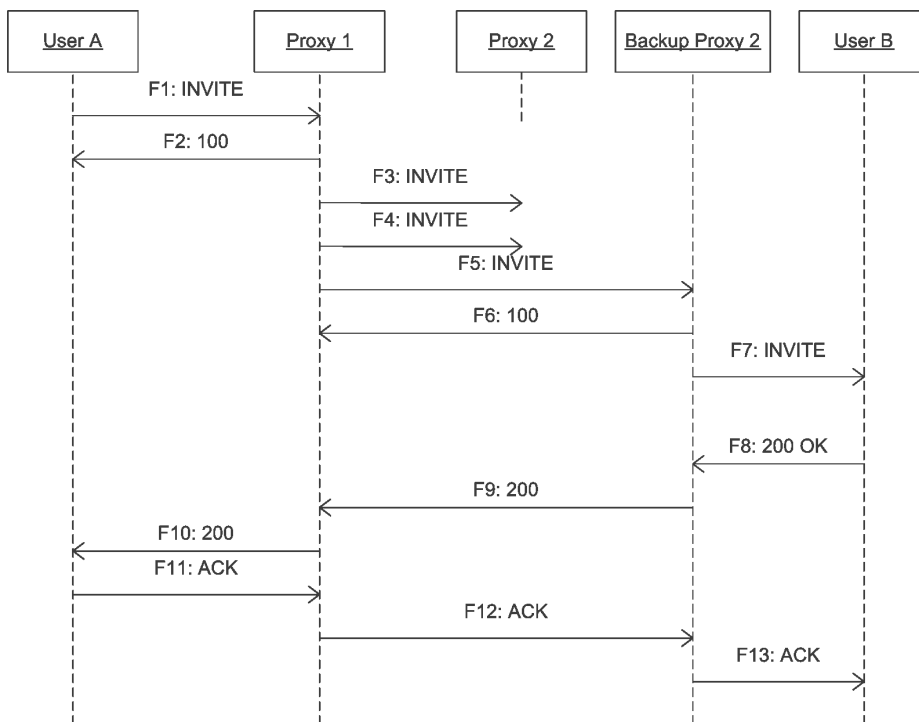 User A
Proxy 1
Proxy 2
Backup Proxy 2
User B
F1: INVITE
F2: 100
F3: INVITE
F4: INVITE
F5: INVITE
F6: 100
F7: INVITE
F8: 200 OK
F9: 200
F10: 200
F11: ACK
F12: ACK
F13: ACK